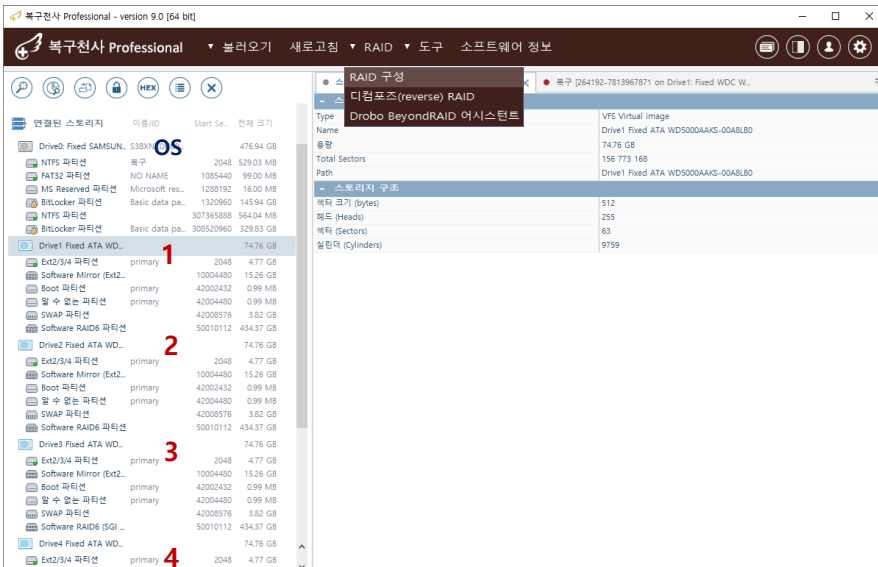 복구천사 Professional - version 9.0 [64 bit]
복구천사 Professional ▼ 불러오기 새로고침 ▼ RAID ▼ 도구 소프트웨어 정보
RAID 구성
디컴포즈(reverse) RAID
Drobo BeyondRAID 어시스턴트
HEX
복구 [264192-7813967871 on Drive1: Fixed WDC W...
연결된 스토리지 이름/ID Start Se... 전체 크기
Drive0: Fixed SAMSUN... 476.94 GB
OS
NTFS 파티션 복구 2048 529.03 MB
FAT32 파티션 NO NAME 1085440 99.00 MB
MS Reserved 파티션 Microsoft res... 1288192 16.00 MB
BitLocker 파티션 Basic data pa... 1320960 145.94 GB
NTFS 파티션 307365888 564.04 MB
BitLocker 파티션 Basic data pa... 308520960 329.83 GB
Drive1 Fixed ATA WD... 74.76 GB
1
Ext2/3/4 파티션 primary 2048 4.77 GB
Software Mirror (Ext2... 10004480 15.26 GB
Boot 파티션 primary 42002432 0.99 MB
알 수 없는 파티션 primary 42004480 0.99 MB
SWAP 파티션 42008576 3.82 GB
Software RAID6 파티션 50010112 434.37 GB
Drive2 Fixed ATA WD... 74.76 GB
2
Ext2/3/4 파티션 primary 2048 4.77 GB
Software Mirror (Ext2... 10004480 15.26 GB
Boot 파티션 primary 42002432 0.99 MB
알 수 없는 파티션 primary 42004480 0.99 MB
SWAP 파티션 42008576 3.82 GB
Software RAID6 파티션 50010112 434.37 GB
Drive3 Fixed ATA WD... 74.76 GB
3
Ext2/3/4 파티션 primary 2048 4.77 GB
Software Mirror (Ext2... 10004480 15.26 GB
Boot 파티션 primary 42002432 0.99 MB
알 수 없는 파티션 primary 42004480 0.99 MB
SWAP 파티션 42008576 3.82 GB
Software RAID6 (SGI ... 50010112 434.37 GB
Drive4 Fixed ATA WD... 74.76 GB
4
Ext2/3/4 파티션 primary 2048 4.77 GB
Type VFS Virtual image
Name Drive1 Fixed ATA WD5000AAKS-00A8LB0
용량 74.76 GB
Total Sectors 156 773 168
Path Drive1 Fixed ATA WD5000AAKS-00A8LB0
- 스토리지 구조
섹터 크기 (bytes) 512
헤드 (Heads) 255
섹터 (Sectors) 63
실린더 (Cylinders) 9759